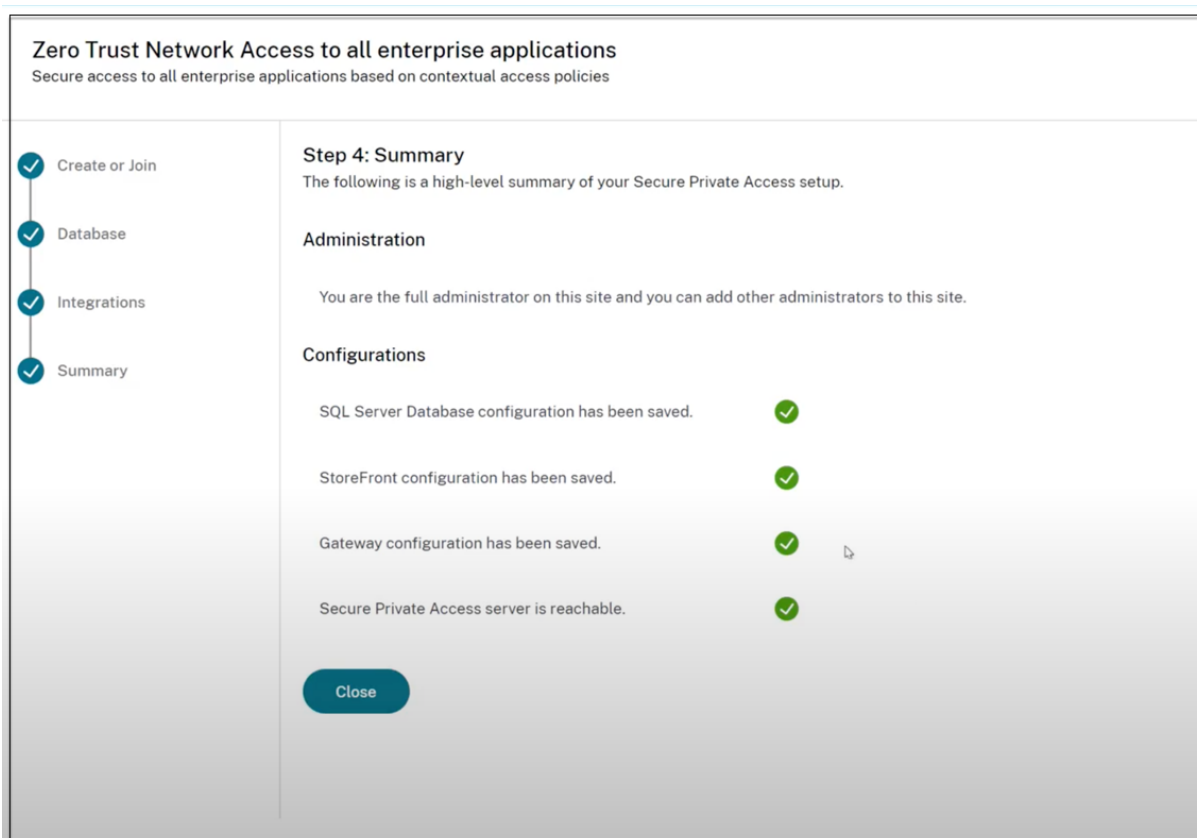 Zero Trust Network Access to all enterprise applications
Secure access to all enterprise applications based on contextual access policies
Create or Join
Database
Integrations
Summary
Step 4: Summary
The following is a high-level summary of your Secure Private Access setup.
Administration
You are the full administrator on this site and you can add other administrators to this site.
Configurations
SQL Server Database configuration has been saved.
StoreFront configuration has been saved.
Gateway configuration has been saved.
Secure Private Access server is reachable.
Close